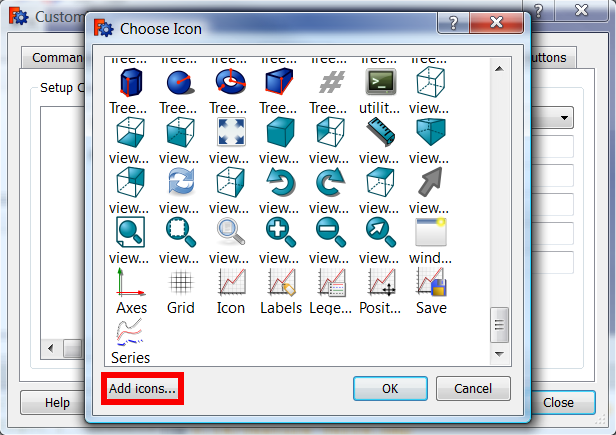 Custom
Choose Icon
Comman
uttons
Setup C
Tree... Tree... Tree... Tree... Tree... Tree... Tree...
Tree... Tree... Tree... Tree... Tree... utilit... view...
view... view... view... view... view... view... view...
view... view... view... view... view... view... view...
view... view... view... view... view... view... wind...
Axes Grid Icon Labels Lege... Posit... Save
Series
Add icons... OK Cancel
Help Close